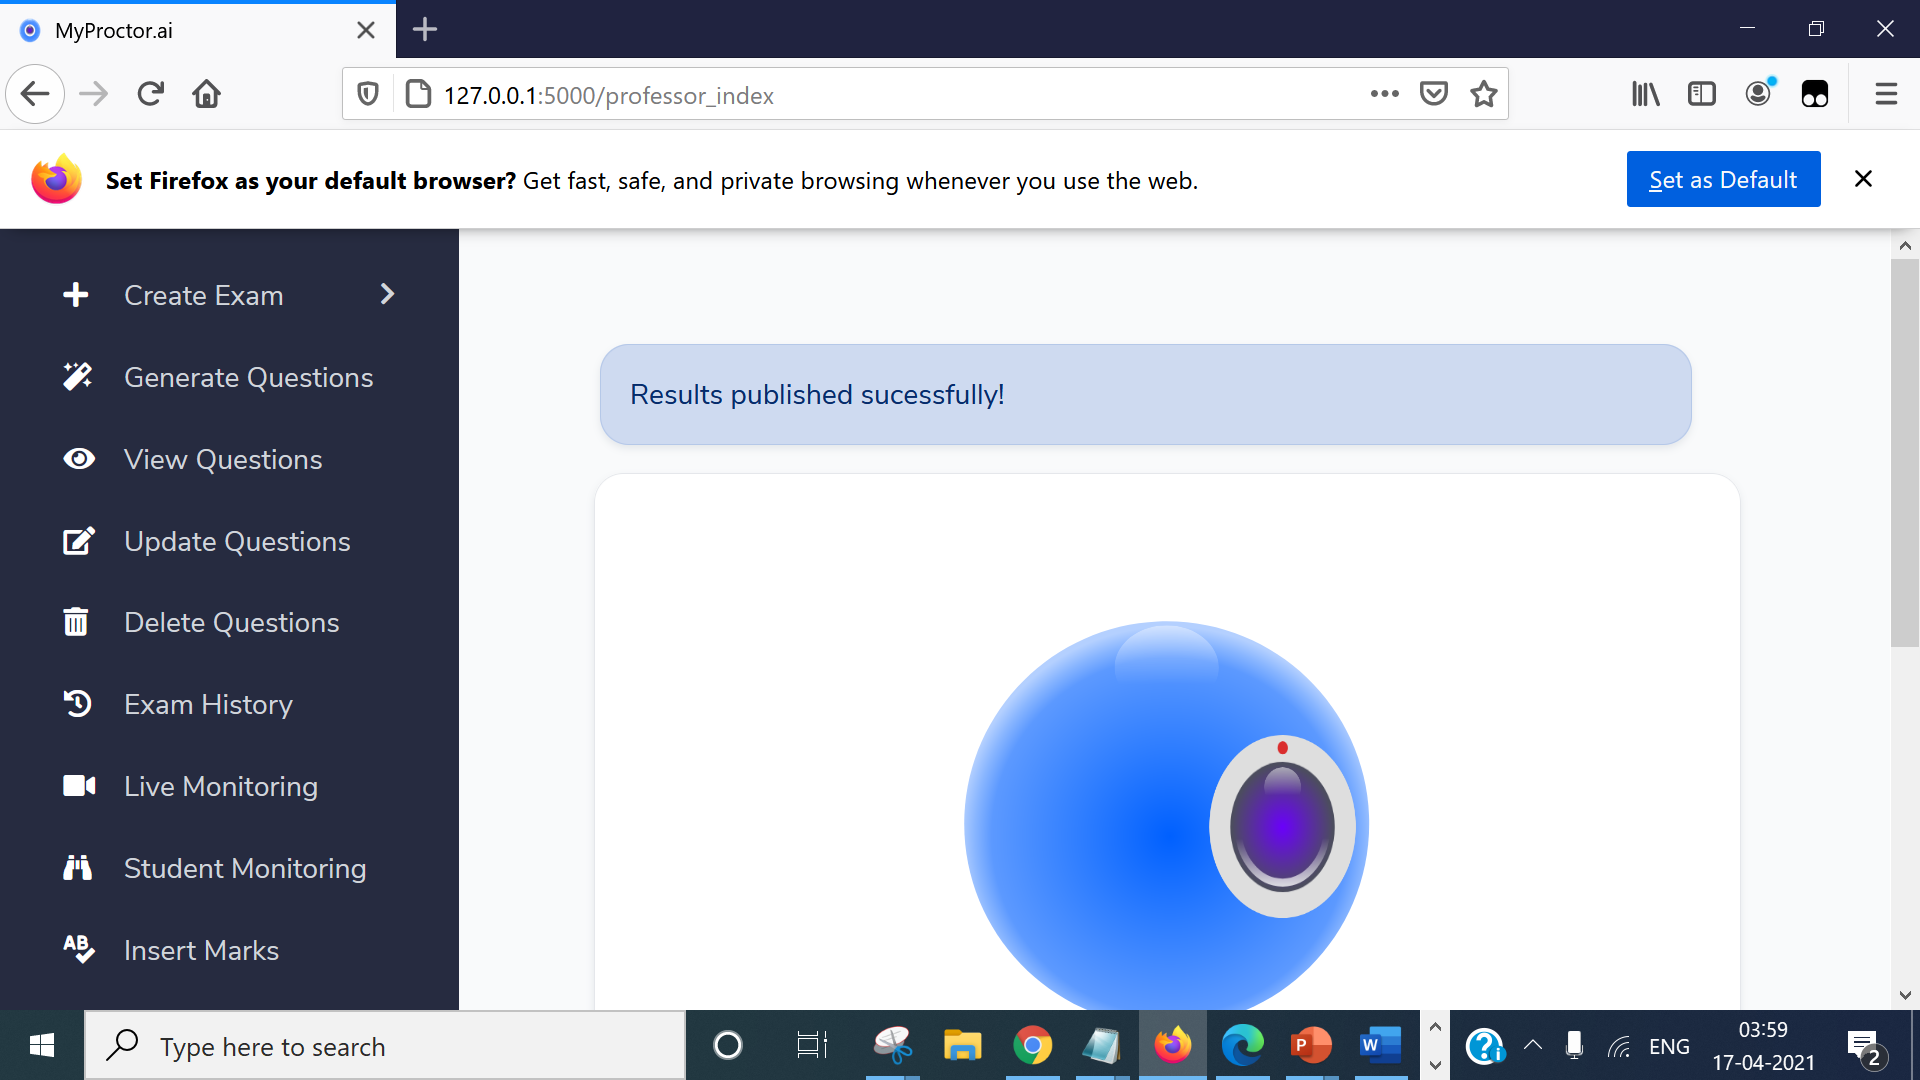 MyProctor.ai
127.0.0.1:5000/professor_index
Set Firefox as your default browser? Get fast, safe, and private browsing whenever you use the web.
Set as Default
Create Exam
Generate Questions
View Questions
Update Questions
Delete Questions
Exam History
Live Monitoring
Student Monitoring
AB Insert Marks
Results published sucessfully!
Type here to search
P
W
ENG
03:59
17-04-2021
2